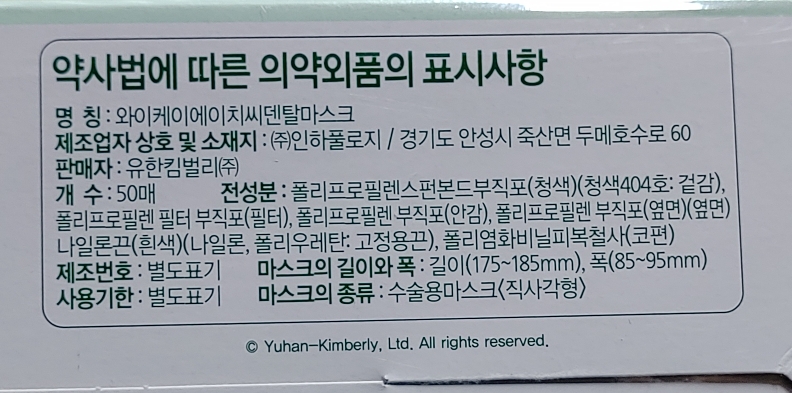 약사법에 따른 의약외품의 표시사항
명 칭 : 와이케이에이치씨덴탈마스크
제조업자 상호 및 소재지 : ㈜인하풀로지 / 경기도 안성시 죽산면 두메호수로 60
판매자 : 유한킴벌리㈜
개 수 : 50매 전성분 : 폴리프로필렌스펀본드부직포(청색)(청색404호: 겉감),
폴리프로필렌 필터 부직포(필터), 폴리프로필렌 부직포(안감), 폴리프로필렌 부직포(옆면)(옆면)
나일론끈(흰색)(나일론, 폴리우레탄: 고정용끈), 폴리염화비닐피복철사(코편)
제조번호 : 별도표기 마스크의 길이와 폭 : 길이(175~185mm), 폭(85~95mm)
사용기한 : 별도표기 마스크의 종류 : 수술용마스크<직사각형>
© Yuhan-Kimberly, Ltd. All rights reserved.